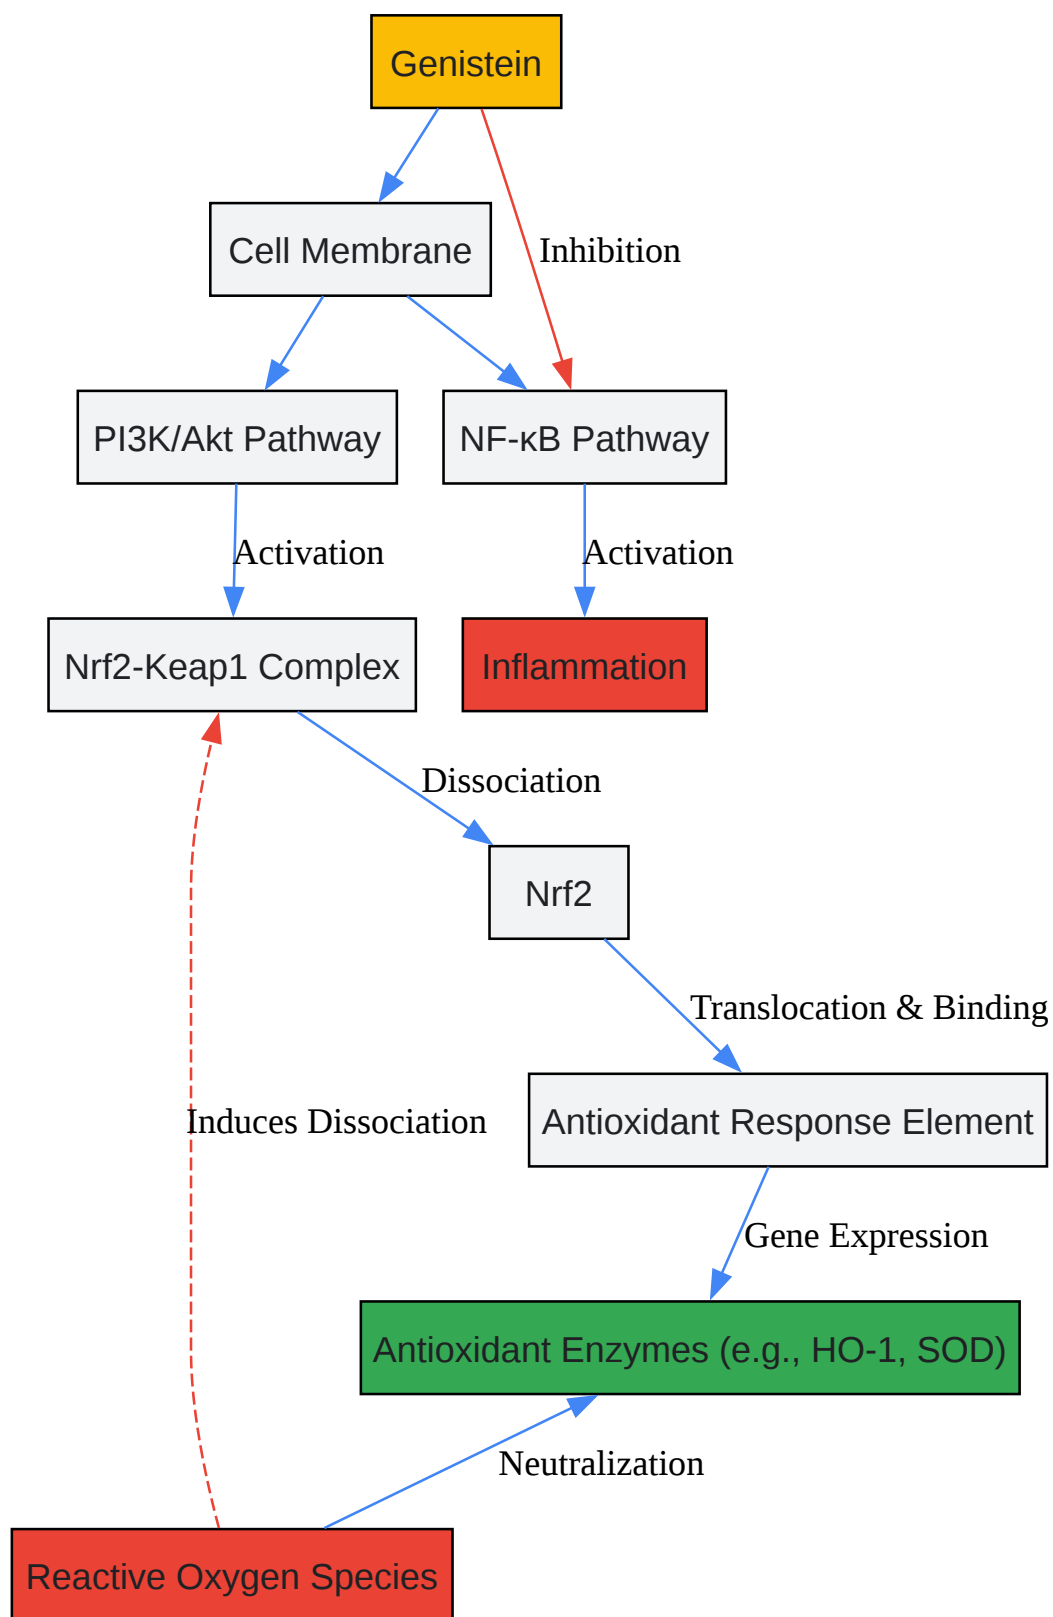 Genistein
Cell Membrane
Inhibition
PI3K/Akt Pathway
NF-κB Pathway
Activation
Activation
Nrf2-Keap1 Complex
Inflammation
Dissociation
Nrf2
Translocation & Binding
Induces Dissociation
Antioxidant Response Element
Gene Expression
Antioxidant Enzymes (e.g., HO-1, SOD)
Neutralization
Reactive Oxygen Species